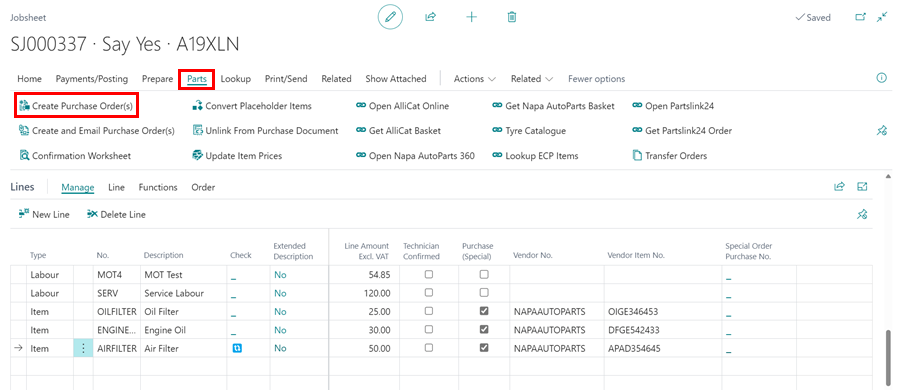 Jobsheet
Saved
SJ000337 · Say Yes · A19XLN
Home Payments/Posting Prepare Parts Lookup Print/Send Related Show Attached Actions Related Fewer options
Create Purchase Order(s) Convert Placeholder Items Open AlliCat Online Get Napa AutoParts Basket Open Partslink24
Create and Email Purchase Order(s) Unlink From Purchase Document Get AlliCat Basket Tyre Catalogue Get Partslink24 Order
Confirmation Worksheet Update Item Prices Open Napa AutoParts 360 Lookup ECP Items Transfer Orders
Lines Manage Line Functions Order
New Line Delete Line
Type No. Description Check Extended Description Line Amount Excl. VAT Technician Confirmed Purchase (Special) Vendor No. Vendor Item No. Special Order Purchase No.
Labour MOT4 MOT Test _ No 54.85 _
Labour SERV Service Labour _ No 120.00 _
Item OILFILTER Oil Filter _ No 25.00 NAPAAUTOPARTS OIGE346453 _
Item ENGINE... Engine Oil _ No 30.00 NAPAAUTOPARTS DFGE542433 _
Item AIRFILTER Air Filter No 50.00 NAPAAUTOPARTS APAD354645 _